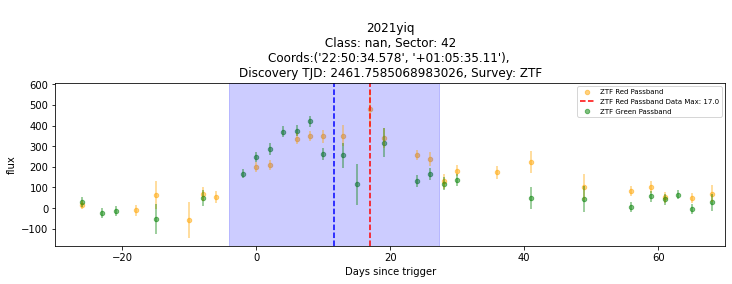 2021yiq
Class: nan, Sector: 42
Coords:('22:50:34.578', '+01:05:35.11'),
Discovery TJD: 2461.7585068983026, Survey: ZTF
600
500
400
300
200
100
0
−100
flux
ZTF Red Passband
ZTF Red Passband Data Max: 17.0
ZTF Green Passband
−20 0 20 40 60
Days since trigger